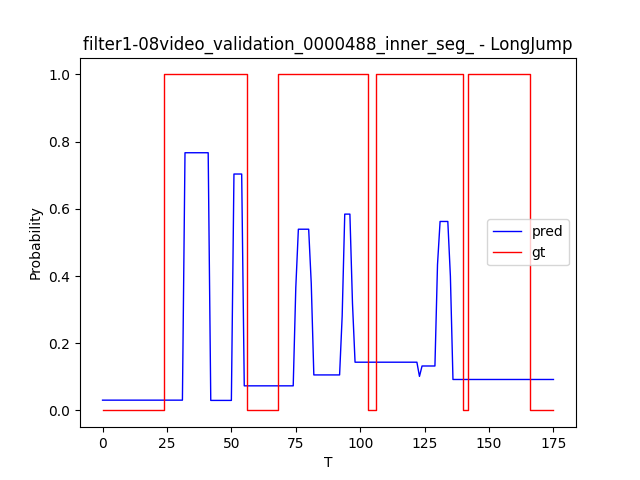 filter1-08video_validation_0000488_inner_seg_ - LongJump
1.0
0.8
0.6
0.4
0.2
0.0
Probability
pred
gt
0 25 50 75 100 125 150 175
T